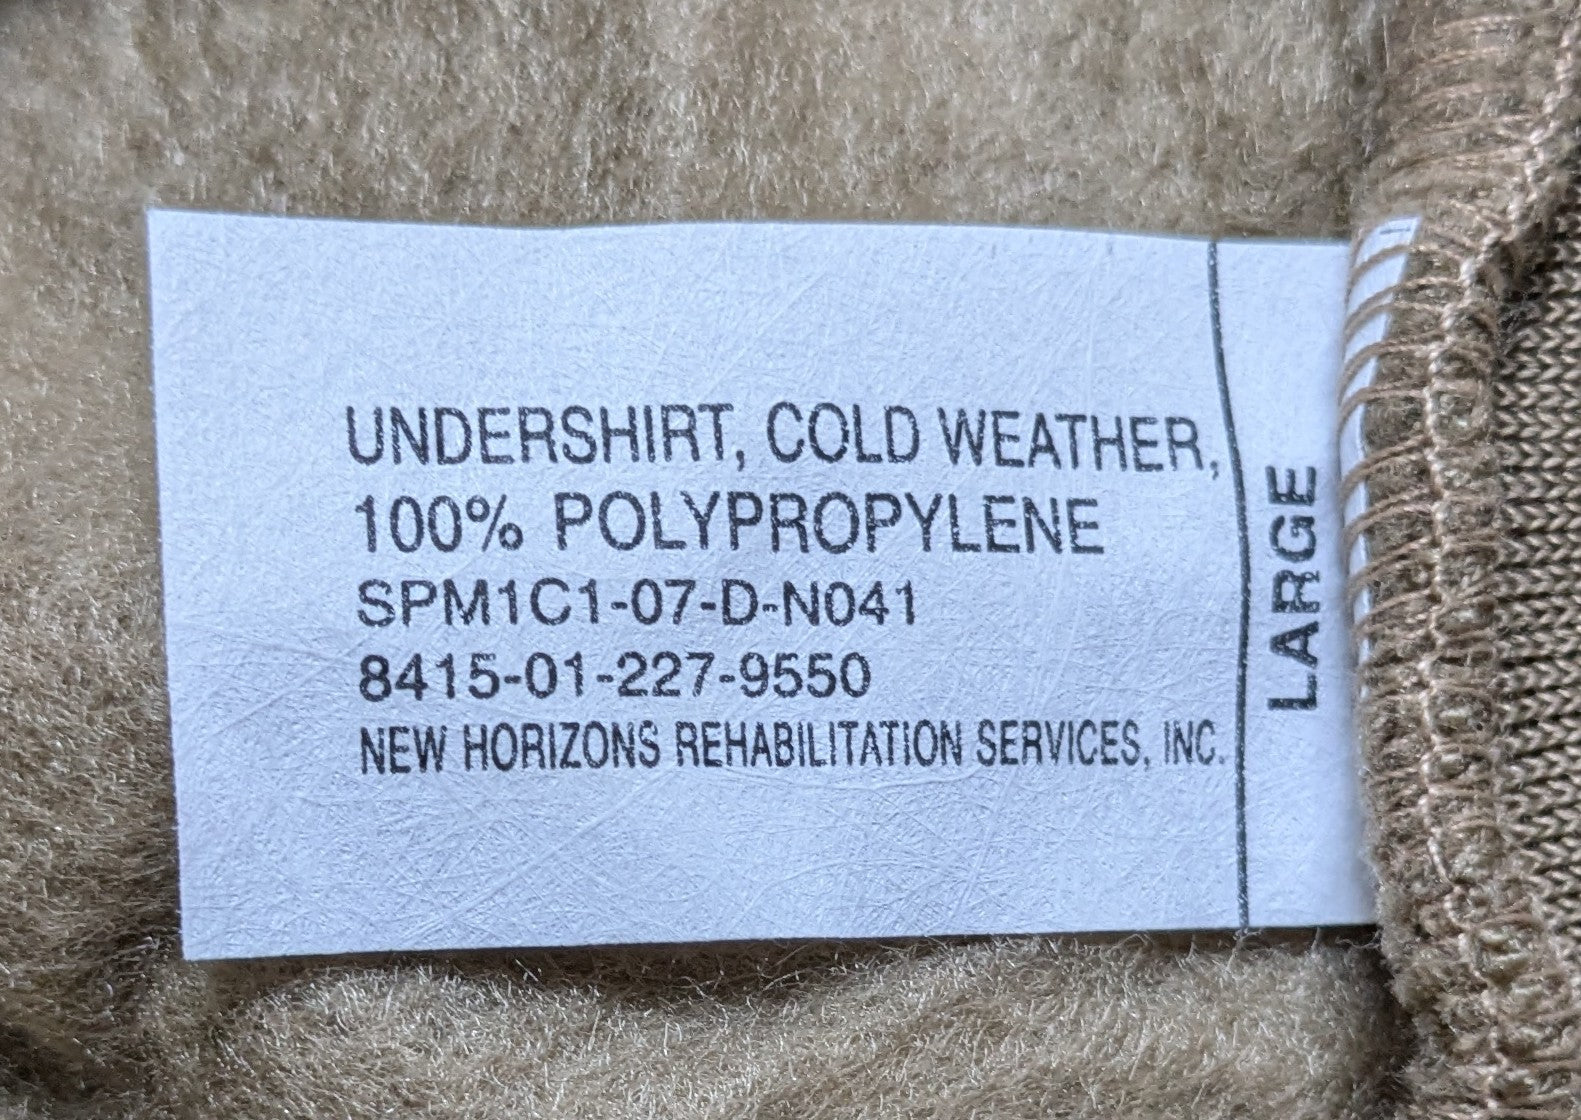 UNDERSHIRT, COLD WEATHER,
100% POLYPROPYLENE
SPM1C1-07-D-N041
8415-01-227-9550
NEW HORIZONS REHABILITATION SERVICES, INC.
LARGE